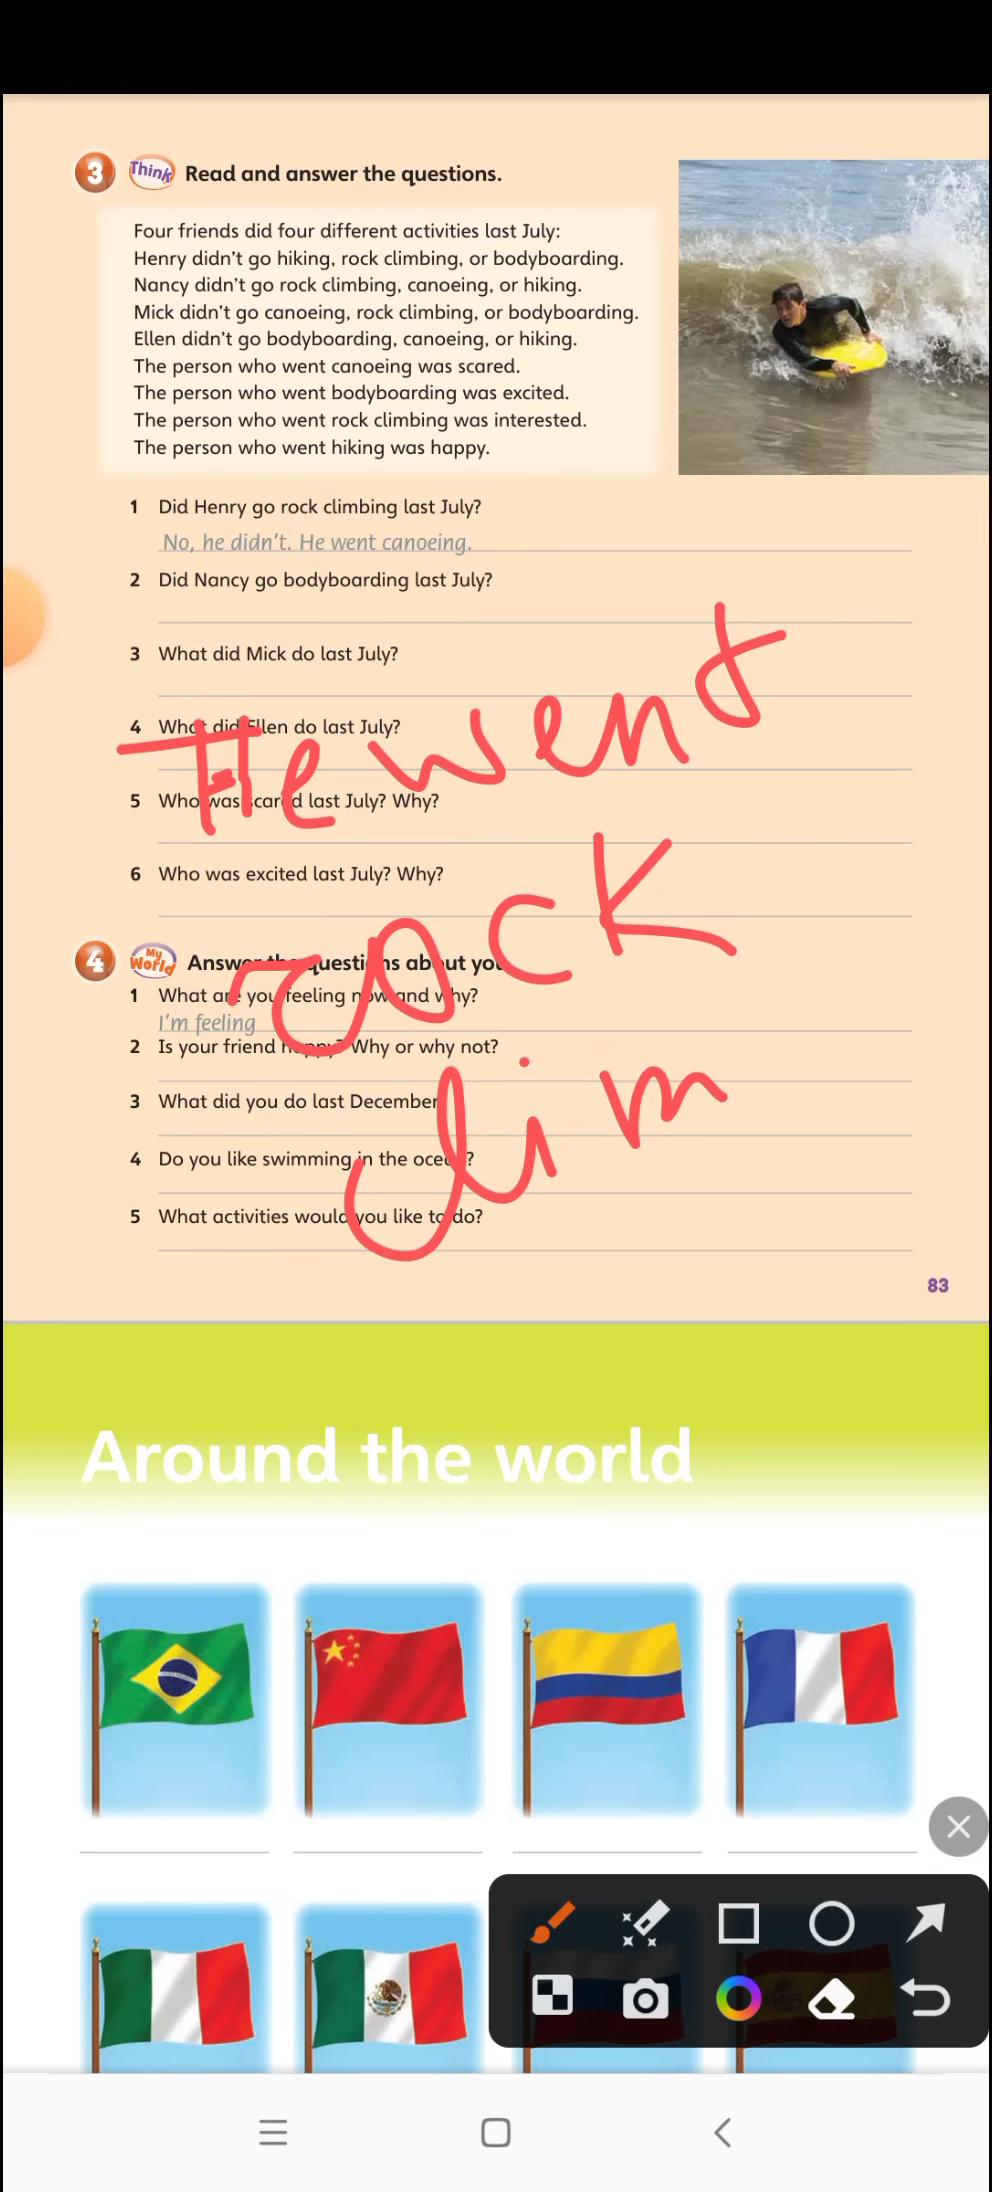 3 Think Read and answer the questions.
Four friends did four different activities last July:
Henry didn't go hiking, rock climbing, or bodyboarding.
Nancy didn't go rock climbing, canoeing, or hiking.
Mick didn't go canoeing, rock climbing, or bodyboarding.
Ellen didn't go bodyboarding, canoeing, or hiking.
The person who went canoeing was scared.
The person who went bodyboarding was excited.
The person who went rock climbing was interested.
The person who went hiking was happy.
1 Did Henry go rock climbing last July?
No, he didn't. He went canoeing.
2 Did Nancy go bodyboarding last July?
3 What did Mick do last July?
4 What did Ellen do last July?
5 Who was scared last July? Why?
6 Who was excited last July? Why?
He went
rock
clim
4 My World Answer the questions about you.
1 What are you feeling now and why?
I'm feeling
2 Is your friend happy? Why or why not?
3 What did you do last December
4 Do you like swimming in the ocean?
5 What activities would you like to do?
83
Around the world